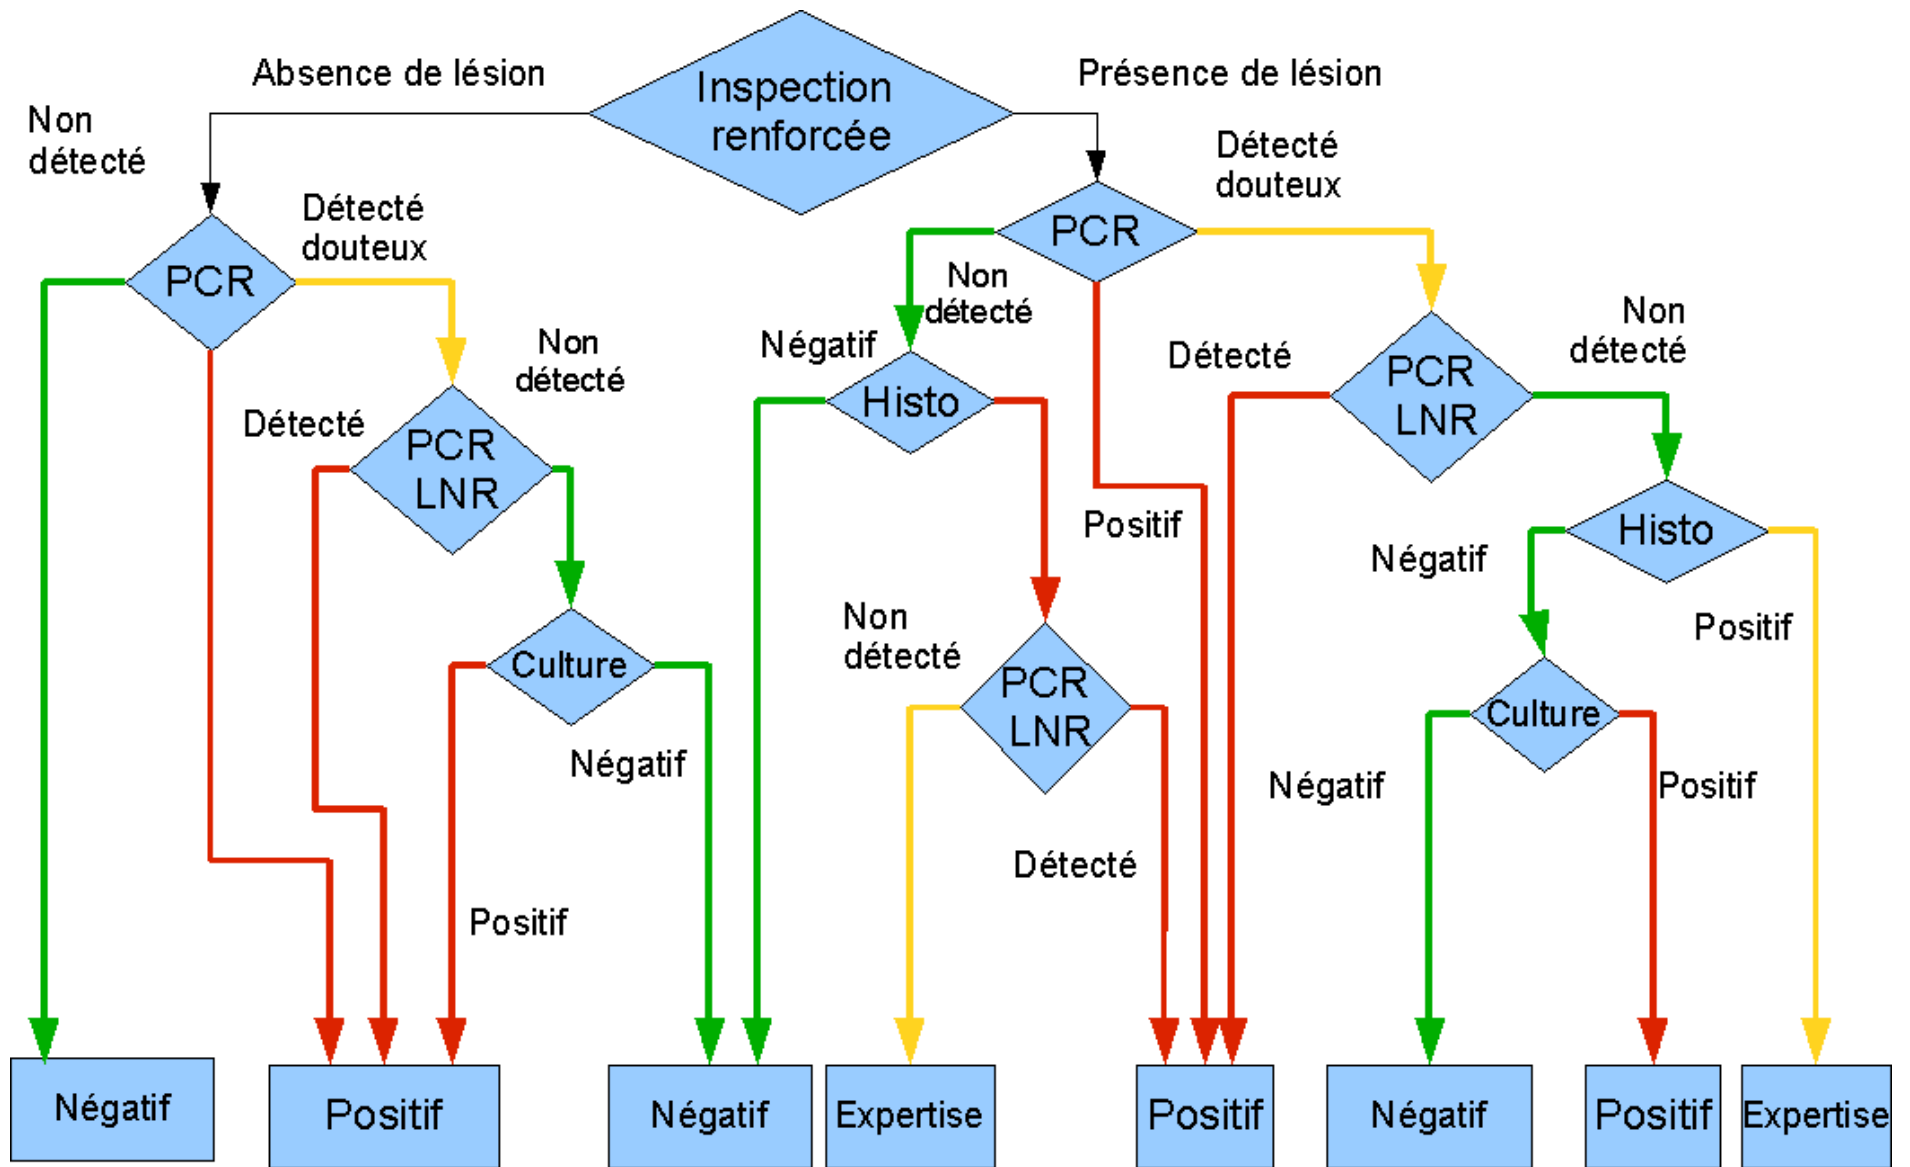 Absence de lésion
Inspection
renforcée
Présence de lésion
Non
détecté
Détecté
douteux
PCR
Détecté
douteux
PCR
Non
détecté
Non
détecté
Négatif
Histo
Détecté
PCR
LNR
Non
détecté
Détecté
PCR
LNR
Positif
Histo
Négatif
Positif
Culture
Négatif
Non
détecté
PCR
LNR
Culture
Négatif
Positif
Détecté
Positif
Négatif
Positif
Négatif
Expertise
Positif
Négatif
Positif
Expertise